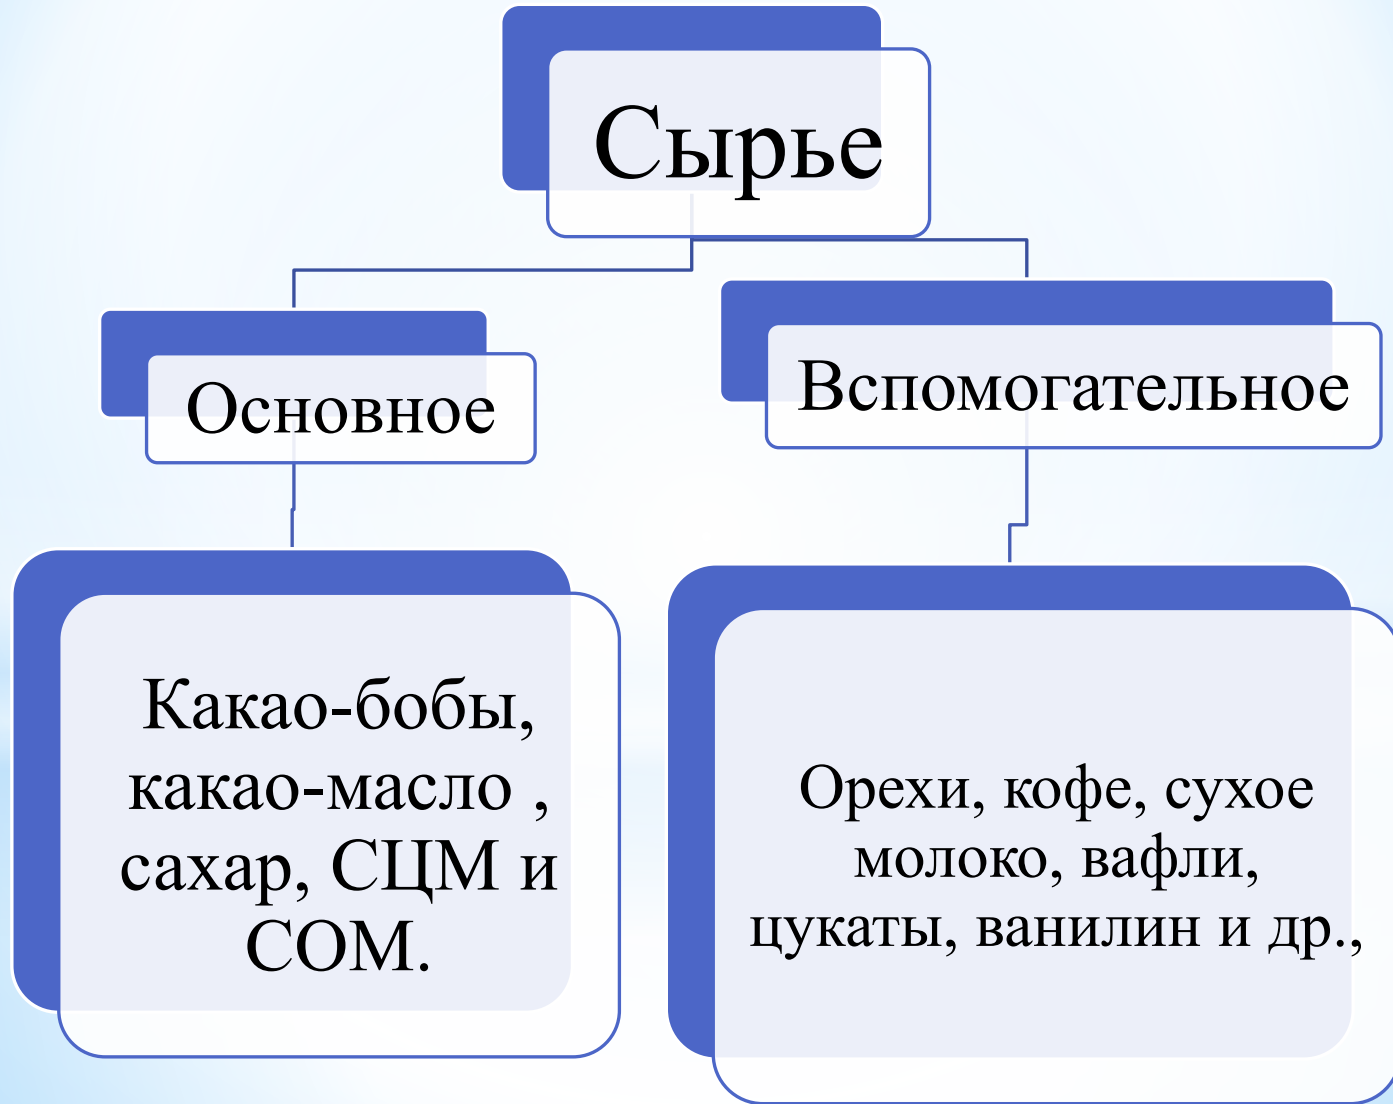 Сырье
Основное
Вспомогательное
Какао-бобы,
какао-масло ,
сахар, СЦМ и
СОМ.
Орехи, кофе, сухое
молоко, вафли,
цукаты, ванилин и др.,